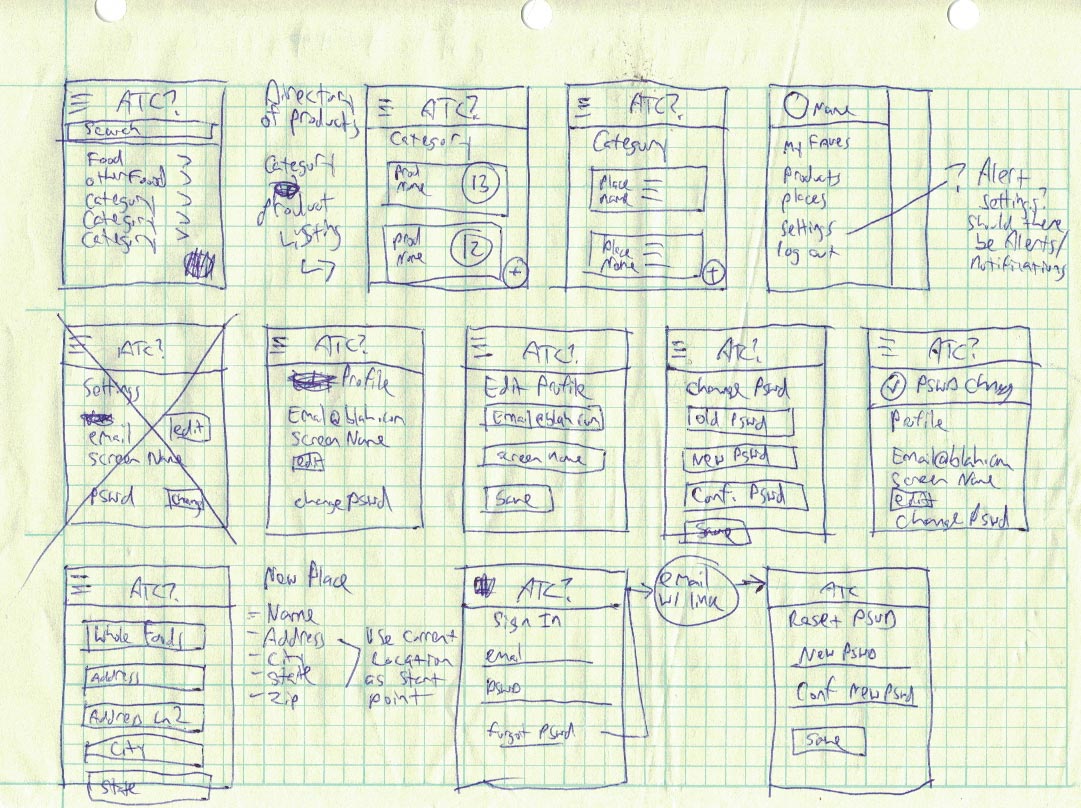 ATC?
Search
Food
other Food
Category
Category
Category
Directory
of products
Category
product
Listing
ATC?
Category
Prod
Name
13
Prod
Name
12
+
ATC?
Category
Place
Name
Place
Name
+
Name
My Faves
Products
places
settings
log out
? Alert
settings?
should there
be Alerts/
Notifications
ATC?
Settings
email
edit
Screen Name
PSWD
change
ATC?
Profile
Email@blah.com
Screen Name
edit
change PSWD
ATC?
Edit Profile
Email@blah.com
Screen Name
Save
ATC?
Change PSWD
Old PSWD
New PSWD
Conf. PSWD
Save
ATC?
PSWD Change
Profile
Email@blah.com
Screen Name
edit
Change PSWD
ATC?
Whole Foods
Address
Address Ln2
City
State
New Place
- Name
- Address
- City
- State
- Zip
Use current
Location
as start
point
ATC?
Sign In
email
PSWD
forgot PSWD
email
w/ link
ATC
Reset PSWD
New PSWD
Conf New PSWD
Save